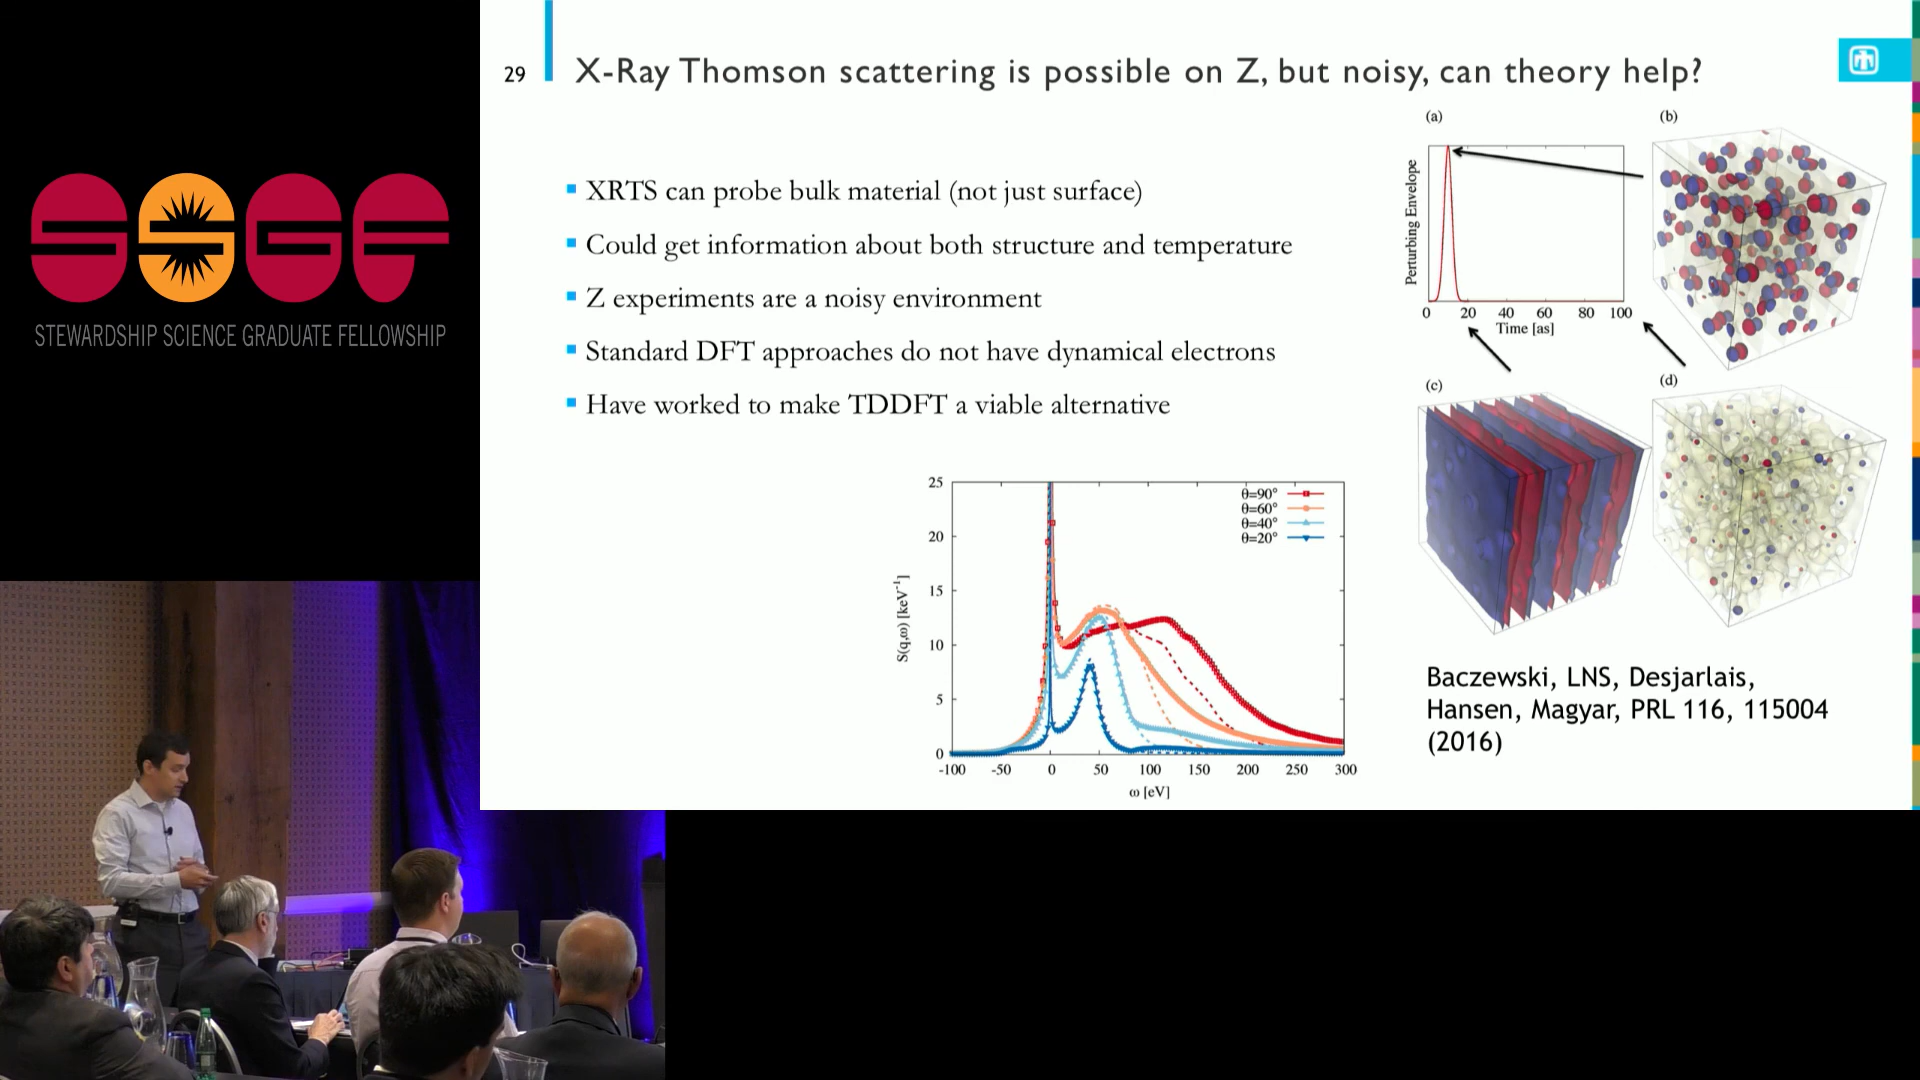 SSGF
STEWARDSHIP SCIENCE GRADUATE FELLOWSHIP
29
X-Ray Thomson scattering is possible on Z, but noisy, can theory help?
XRTS can probe bulk material (not just surface)
Could get information about both structure and temperature
Z experiments are a noisy environment
Standard DFT approaches do not have dynamical electrons
Have worked to make TDDFT a viable alternative
(a)
Perturbing Envelope
0 20 40 60 80 100
Time [as]
(b)
(c)
(d)
25
20
15
10
5
0
S(q,ω) [keV⁻¹]
θ=90°
θ=60°
θ=40°
θ=20°
-100 -50 0 50 100 150 200 250 300
ω [eV]
Baczewski, LNS, Desjarlais,
Hansen, Magyar, PRL 116, 115004
(2016)